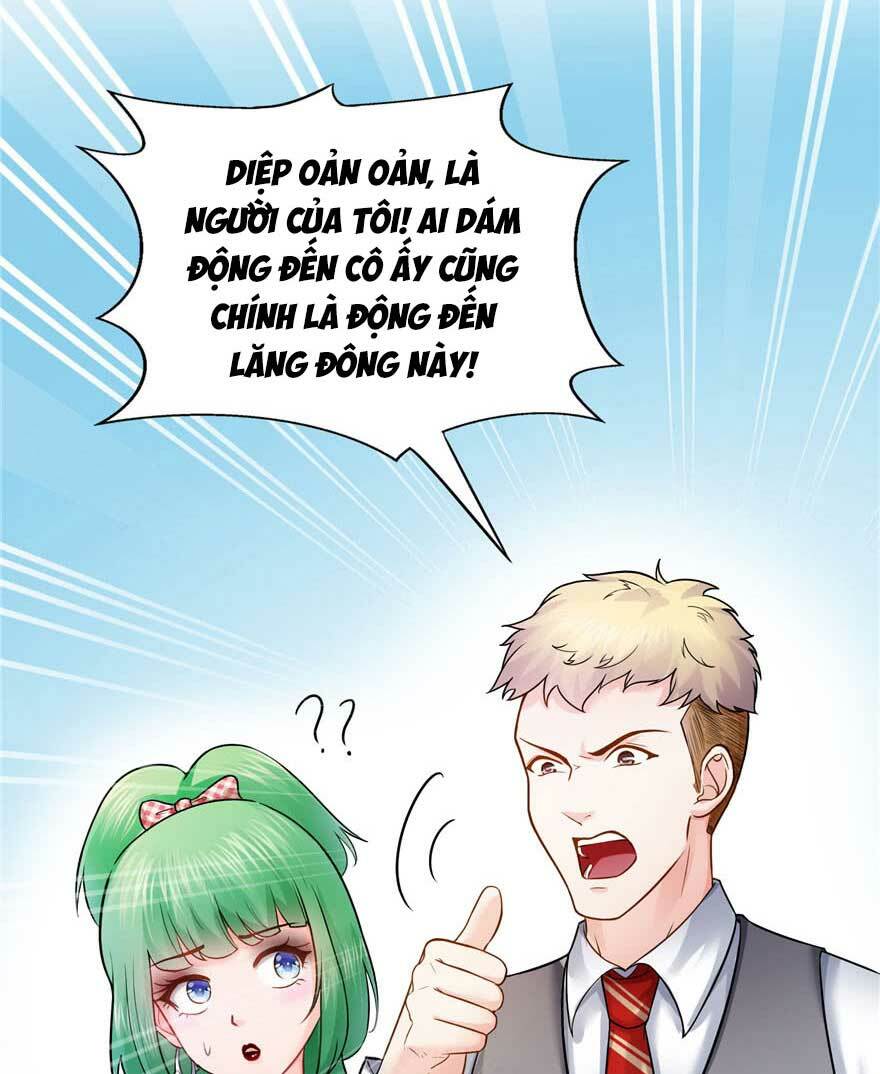 DIỆP OẢN OẢN, LÀ
NGƯỜI CỦA TÔI! AI DÁM
ĐỘNG ĐẾN CÔ ẤY CŨNG
CHÍNH LÀ ĐỘNG ĐẾN
LĂNG ĐÔNG NÀY!
??